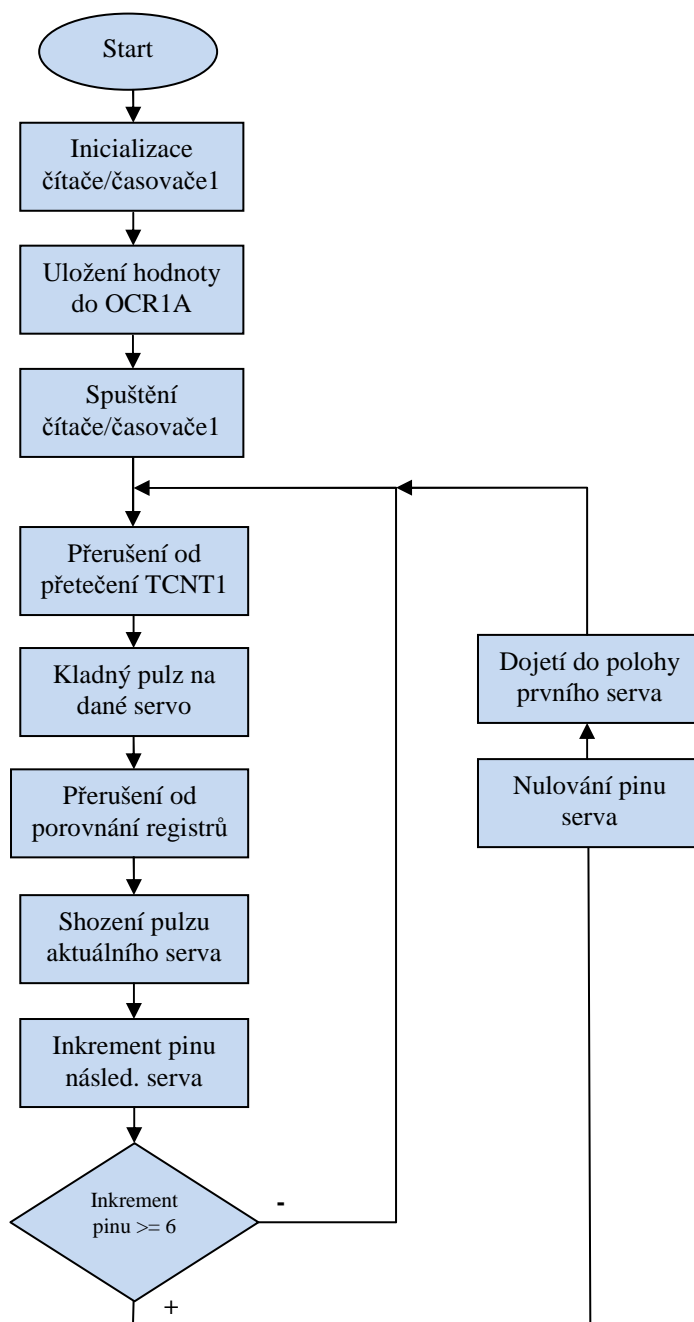 Start
Inicializace
čítače/časovače1
Uložení hodnoty
do OCR1A
Spuštění
čítače/časovače1
Přerušení od
přetečení TCNT1
Kladný pulz na
dané servo
Přerušení od
porovnání registrů
Shození pulzu
aktuálního serva
Inkrement pinu
násled. serva
Inkrement
pinu >= 6
-
+
Dojetí do polohy
prvního serva
Nulování pinu
serva